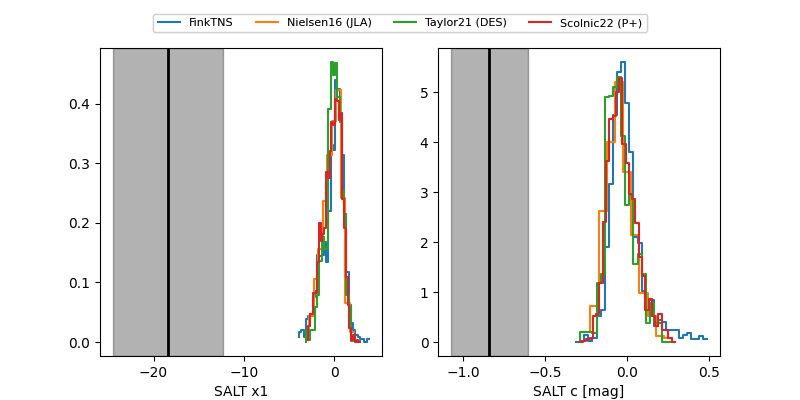 FinkTNS Nielsen16 (JLA) Taylor21 (DES) Scolnic22 (P+)
0.4
0.3
0.2
0.1
0.0
−20 −10 0
SALT x1
5
4
3
2
1
0
−1.0 −0.5 0.0 0.5
SALT c [mag]